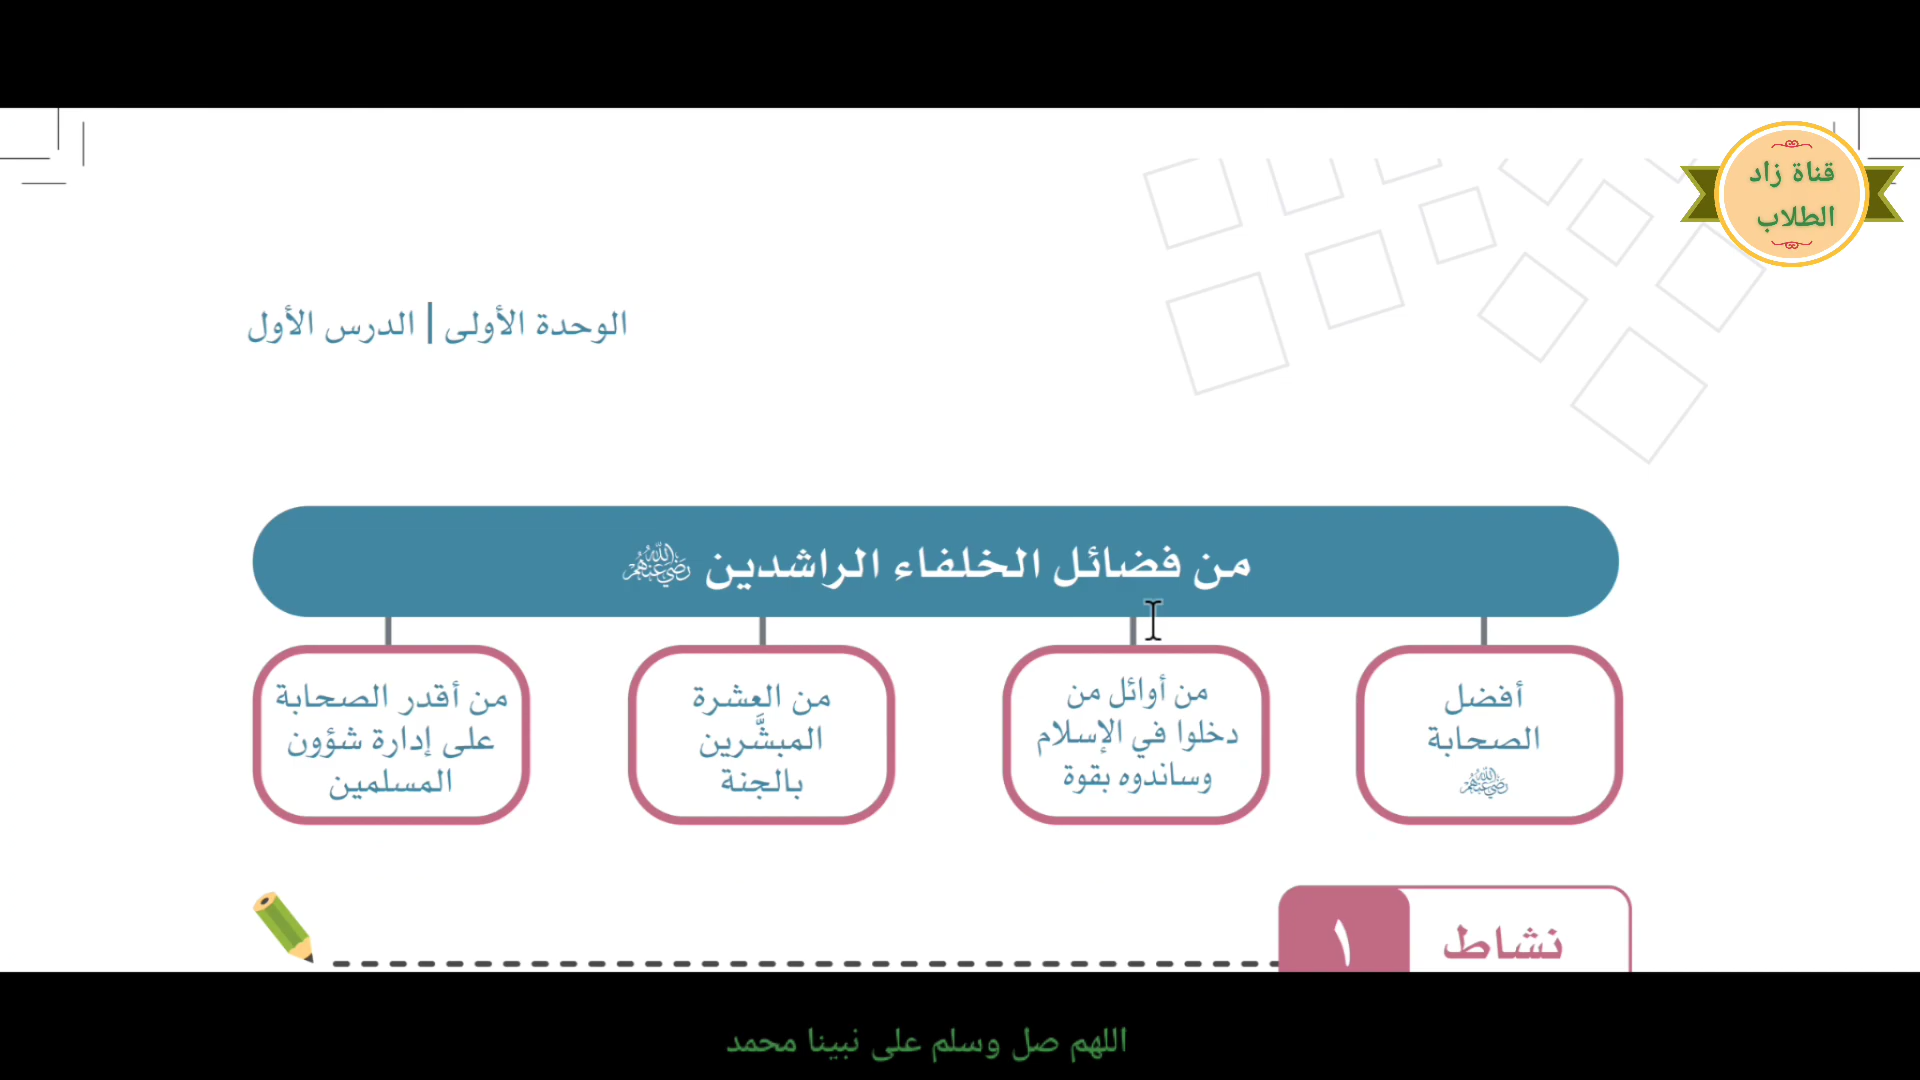 قناة زاد
الطلاب
الوحدة الأولى | الدرس الأول
من فضائل الخلفاء الراشدين رضي الله عنهم
أفضل
الصحابة
رضي الله عنهم
من أوائل من
دخلوا في الإسلام
وساندوه بقوة
من العشرة
المبشَّرين
بالجنة
من أقدر الصحابة
على إدارة شؤون
المسلمين
نشاط ١
اللهم صل وسلم على نبينا محمد